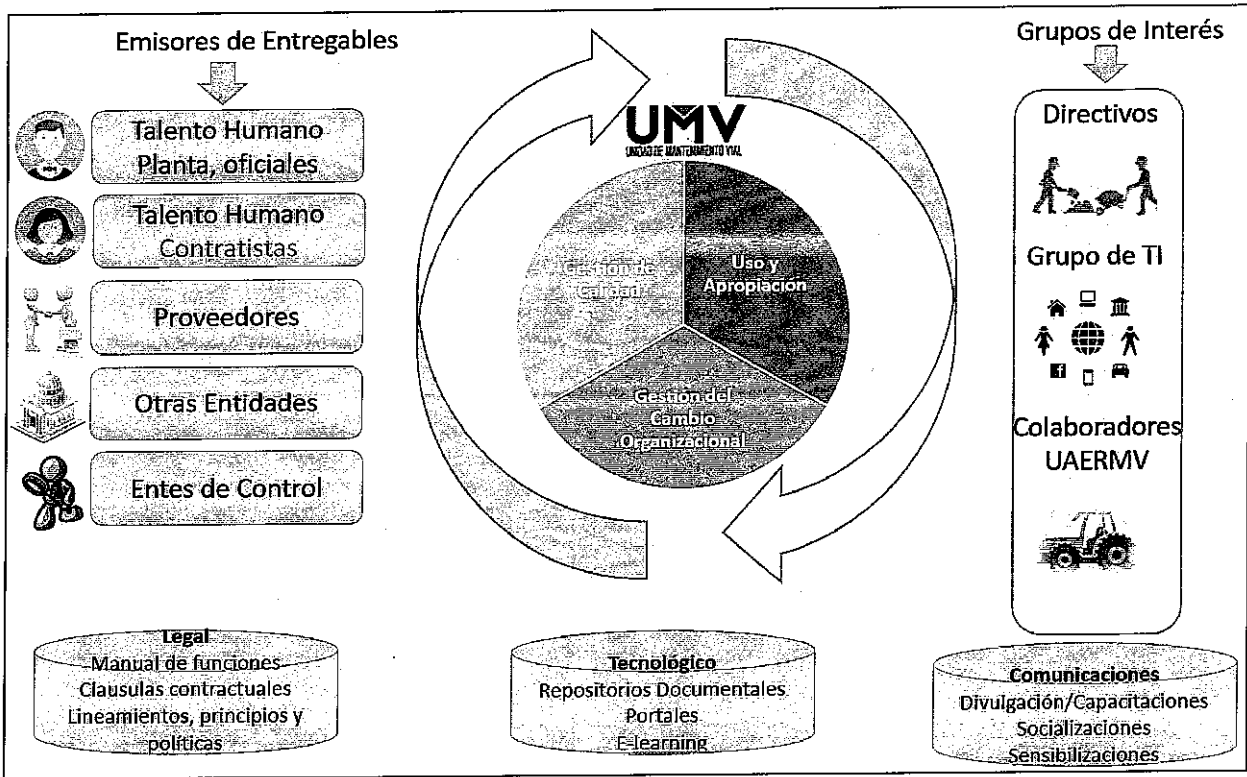 Emisores de Entregables
Talento Humano
Planta, oficiales
Talento Humano
Contratistas
Proveedores
Otras Entidades
Entes de Control
UMV
UNIDAD DE MANTENIMIENTO VIAL
Gestión de
Calidad
Uso y
Apropiación
Gestión del
Cambio
Organizacional
Grupos de Interés
Directivos
Grupo de TI
Colaboradores
UAERMV
Legal
Manual de funciones
Clausulas contractuales
Lineamientos, principios y
políticas
Tecnológico
Repositorios Documentales
Portales
E-learning
Comunicaciones
Divulgación/Capacitaciones
Socializaciones
Sensibilizaciones